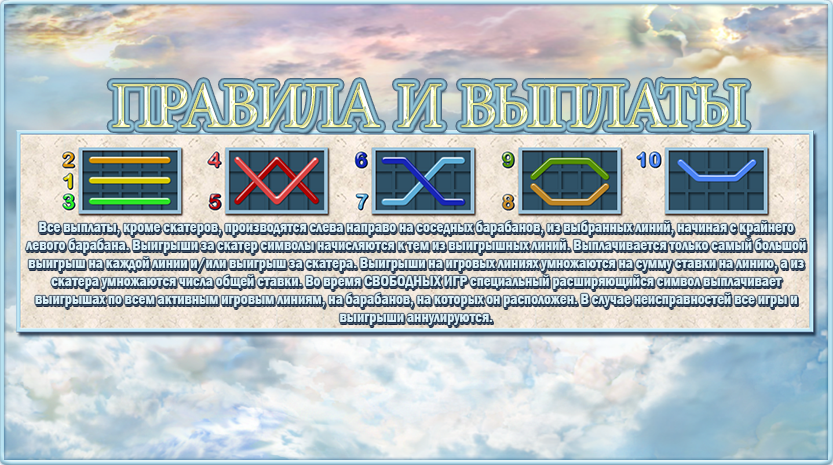 ПРАВИЛА И ВЫПЛАТЫ
2 4 6 9 10
1
3 5 7 8
Все выплаты, кроме скатеров, производятся слева направо на соседных барабанов, из выбранных линий, начиная с крайнего
левого барабана. Выигрыши за скатер символы начисляются к тем из выигрышных линий. Выплачивается только самый большой
выигрыш на каждой линии и/или выигрыш за скатера. Выигрыши на игровых линиях умножаются на сумму ставки на линию, а из
скатера умножаются числа общей ставки. Во время СВОБОДНЫХ ИГР специальный расширяющийся символ выплачивает
выигрышах по всем активным игровым линиям, на барабанов, на которых он расположен. В случае неисправностей все игры и
выигрыши аннулируются.